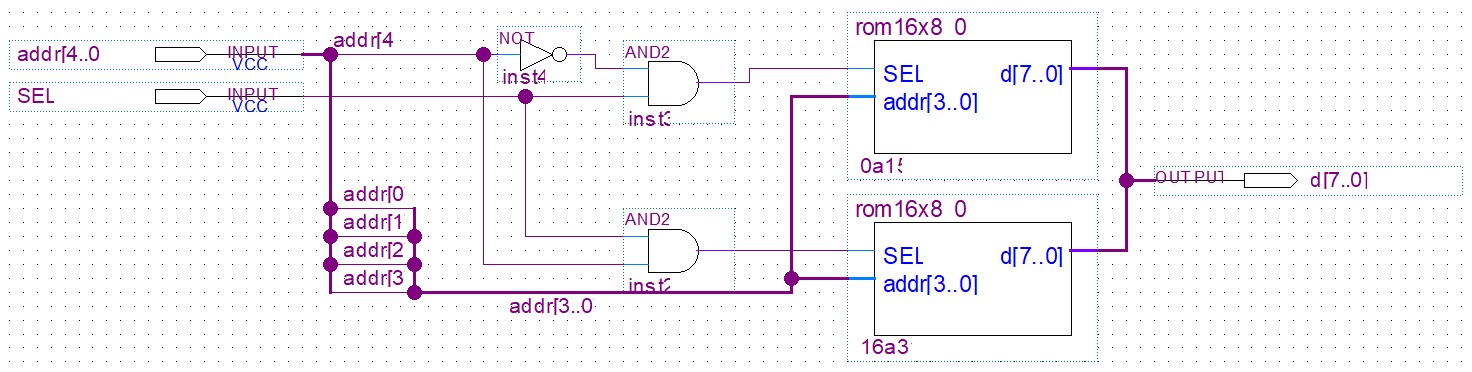 addr[4..0
INPUT
VCC
SEL
INPUT
VCC
addr[4
NOT
inst4
AND2
inst3
rom16x8_0
SEL
addr[3..0]
d[7..0]
0a15
addr[0
addr[1
addr[2
addr[3
addr[3..0
AND2
inst2
rom16x8_0
SEL
addr[3..0]
d[7..0]
16a3
OUTPUT
d[7..0]